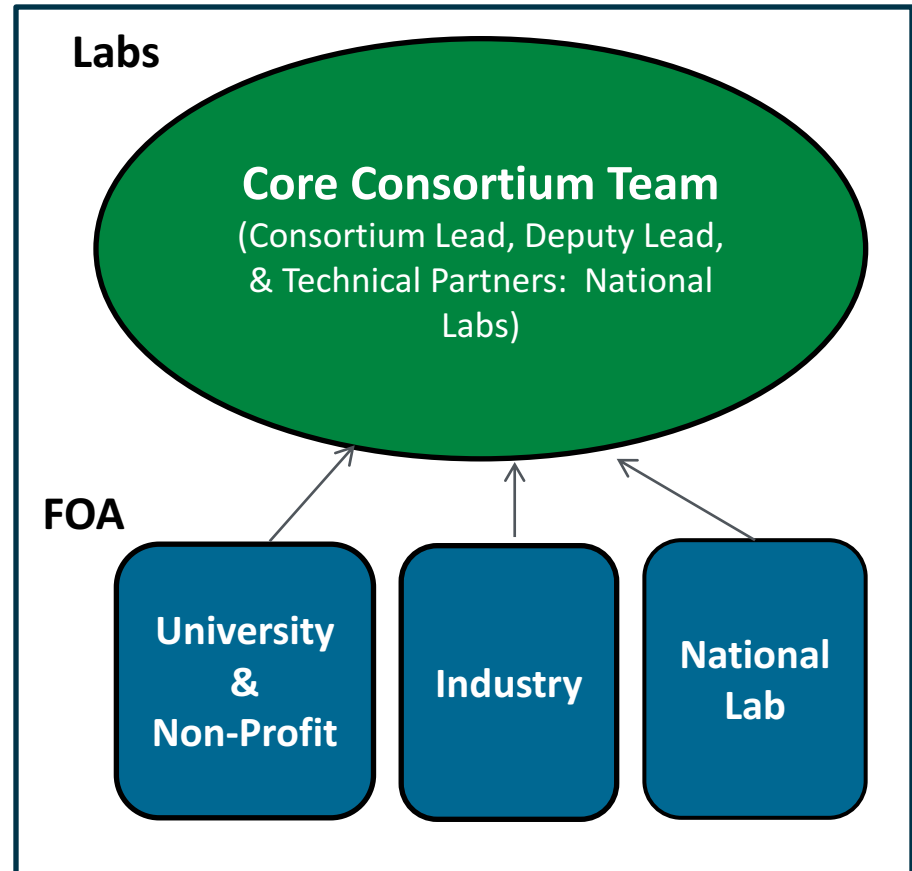 Labs
Core Consortium Team
(Consortium Lead, Deputy Lead,
& Technical Partners:  National
Labs)
FOA
University
&
Non-Profit
Industry
National
Lab